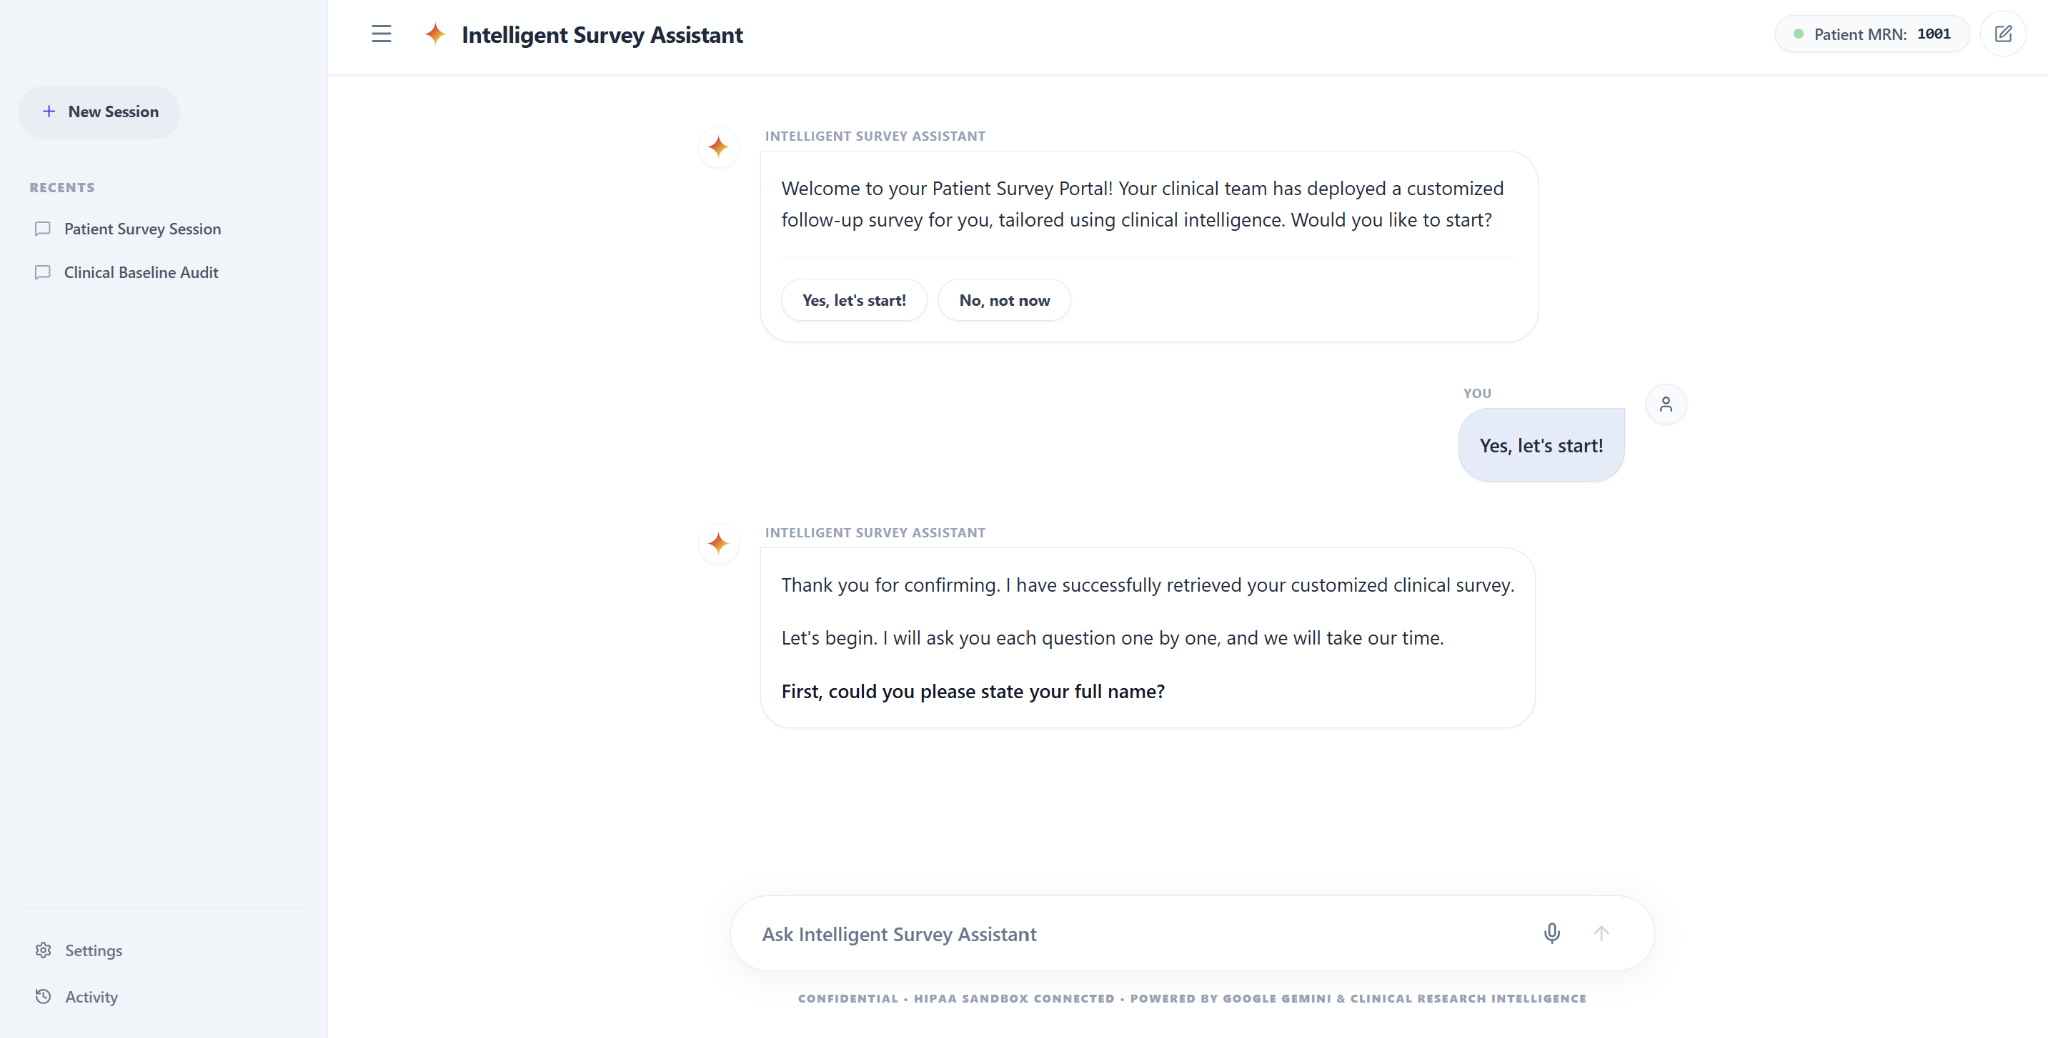 Intelligent Survey Assistant
Patient MRN: 1001
New Session
RECENTS
Patient Survey Session
Clinical Baseline Audit
INTELLIGENT SURVEY ASSISTANT
Welcome to your Patient Survey Portal! Your clinical team has deployed a customized
follow-up survey for you, tailored using clinical intelligence. Would you like to start?
Yes, let's start!
No, not now
YOU
Yes, let's start!
INTELLIGENT SURVEY ASSISTANT
Thank you for confirming. I have successfully retrieved your customized clinical survey.
Let's begin. I will ask you each question one by one, and we will take our time.
First, could you please state your full name?
Ask Intelligent Survey Assistant
CONFIDENTIAL • HIPAA SANDBOX CONNECTED • POWERED BY GOOGLE GEMINI & CLINICAL RESEARCH INTELLIGENCE
Settings
Activity